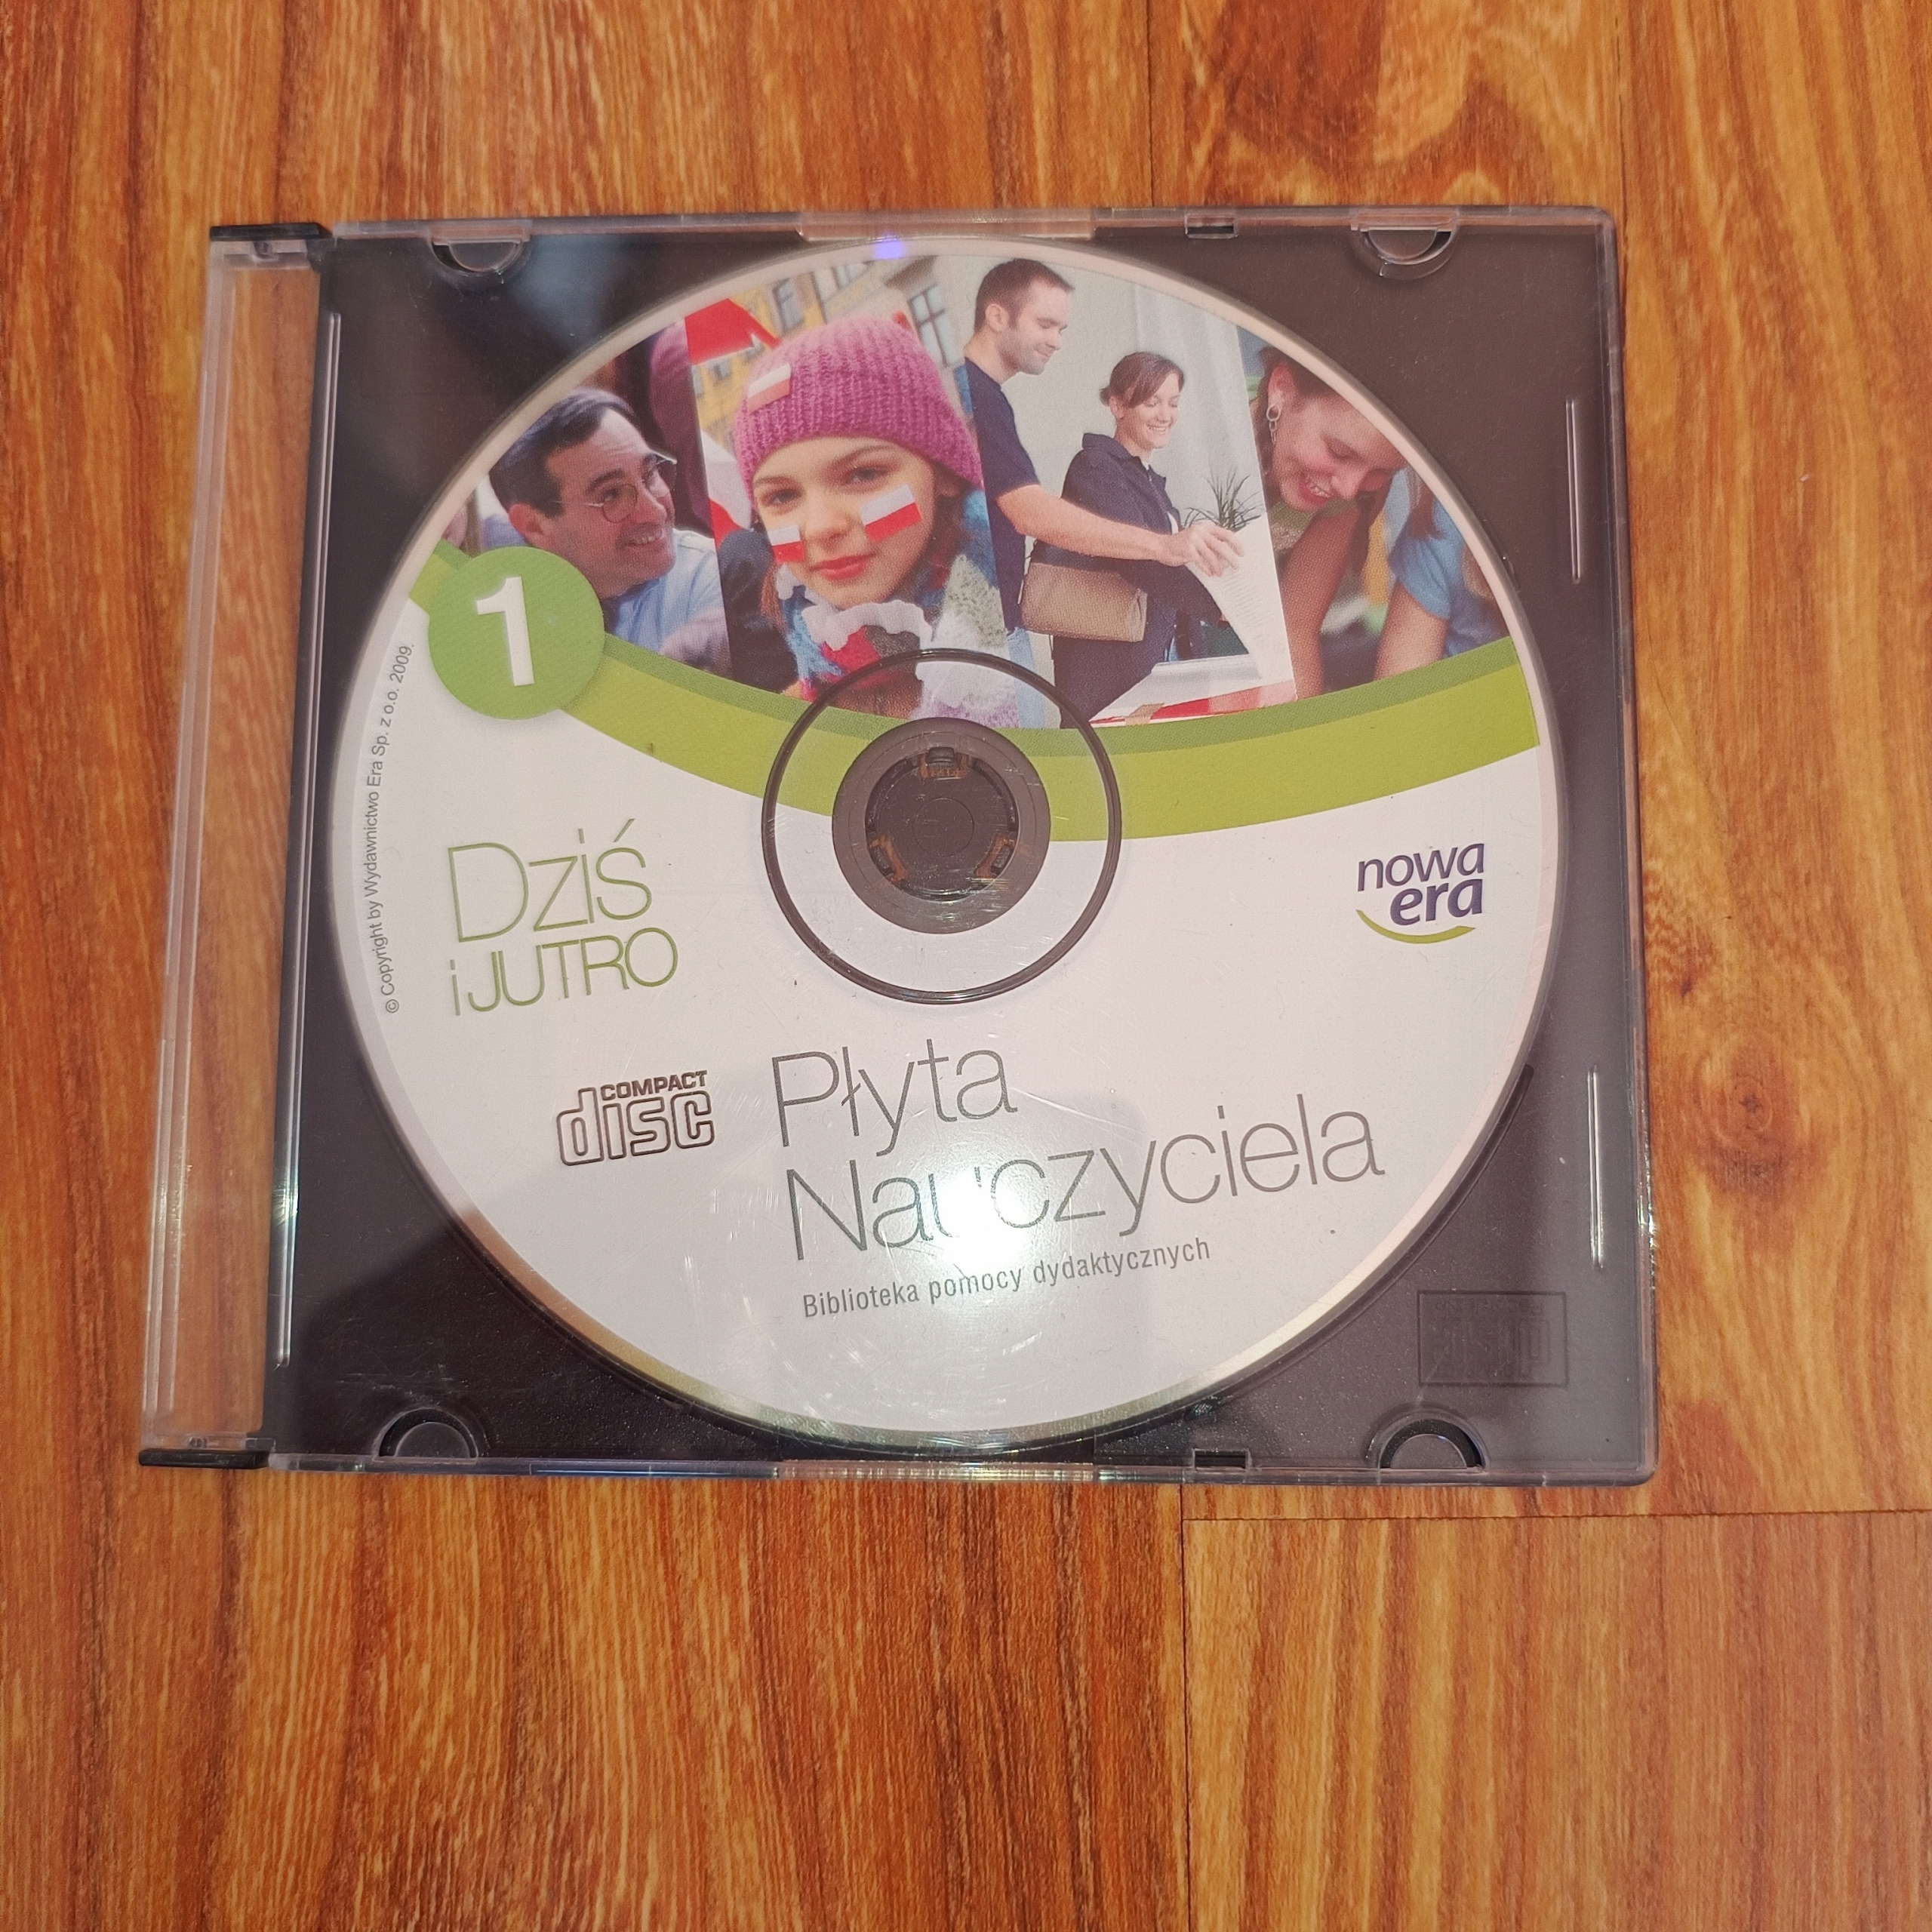 1
© Copyright by Wydawnictwo Era Sp. z o.o. 2009.
Dziś
i JUTRO
nowa
era
COMPACT
disc
Płyta
Nauczyciela
Biblioteka pomocy dydaktycznych